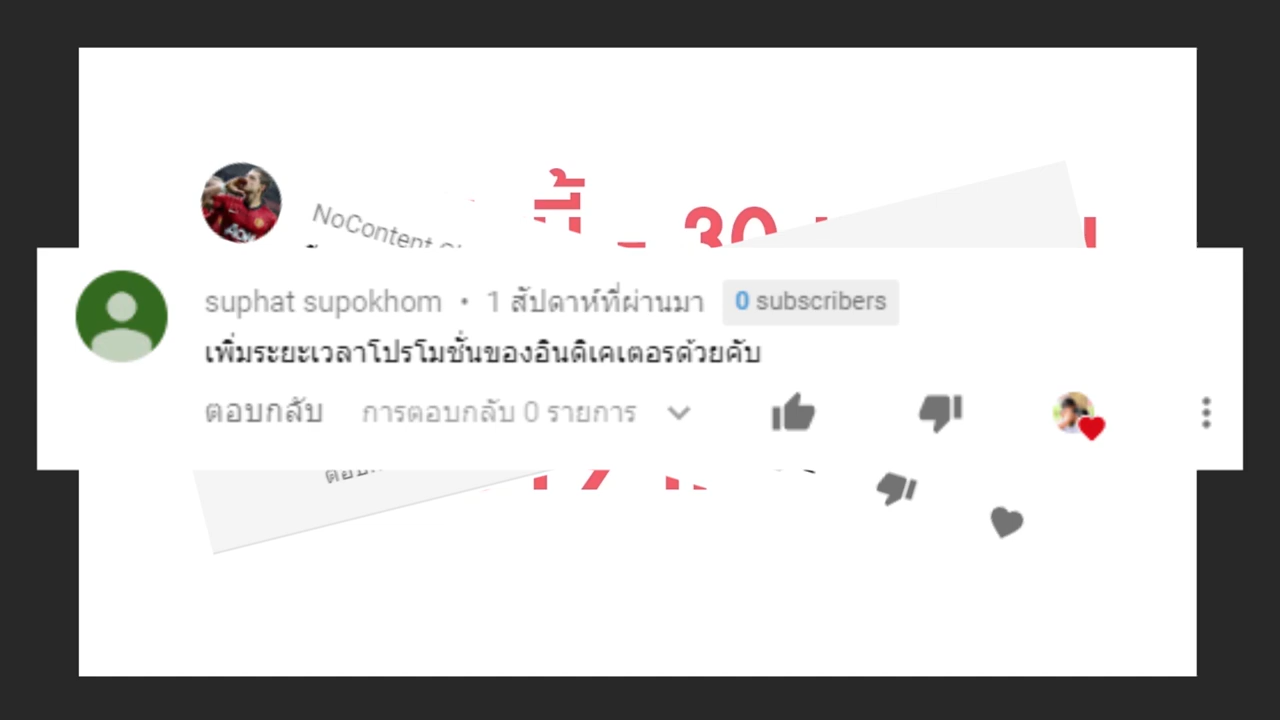 NoContent
นี้ - 30
suphat supokhom • 1 สัปดาห์ที่ผ่านมา 0 subscribers
เพิ่มระยะเวลาโปรโมชั่นของอินดิเคเตอรด้วยคับ
ตอบกลับ การตอบกลับ 0 รายการ